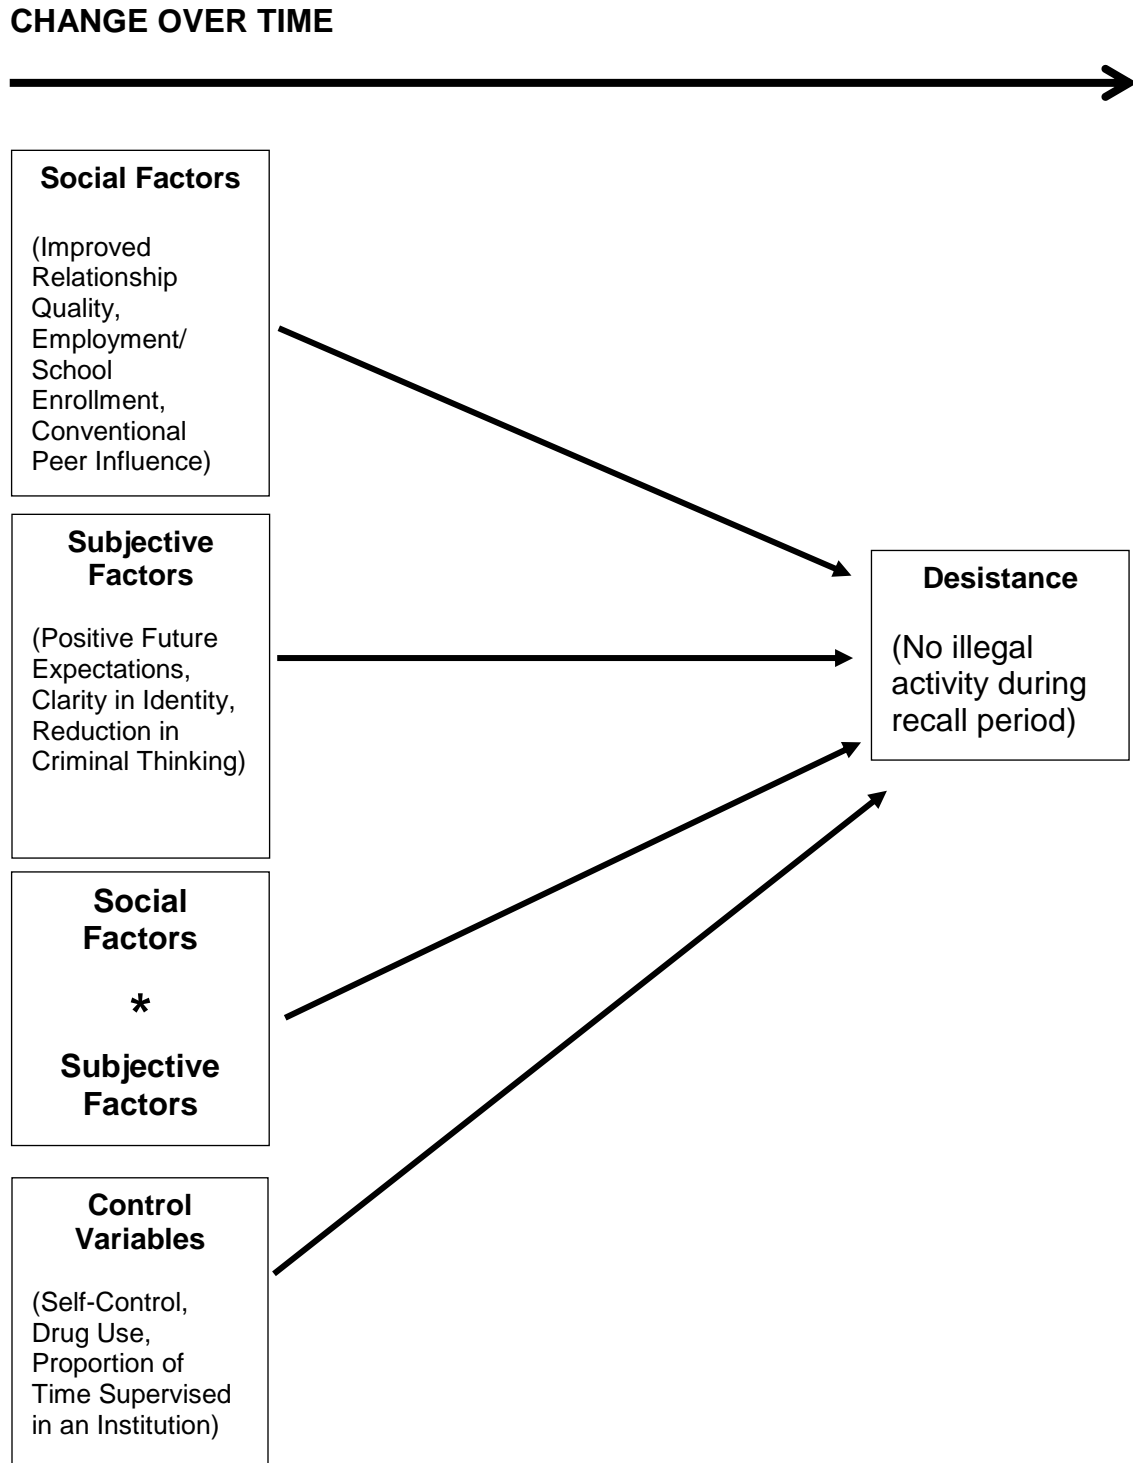 CHANGE OVER TIME
Social Factors
(Improved
Relationship
Quality,
Employment/
School
Enrollment,
Conventional
Peer Influence)
Subjective
Factors
(Positive Future
Expectations,
Clarity in Identity,
Reduction in
Criminal Thinking)
Social
Factors
*
Subjective
Factors
Control
Variables
(Self-Control,
Drug Use,
Proportion of
Time Supervised
in an Institution)
Desistance
(No illegal
activity during
recall period)